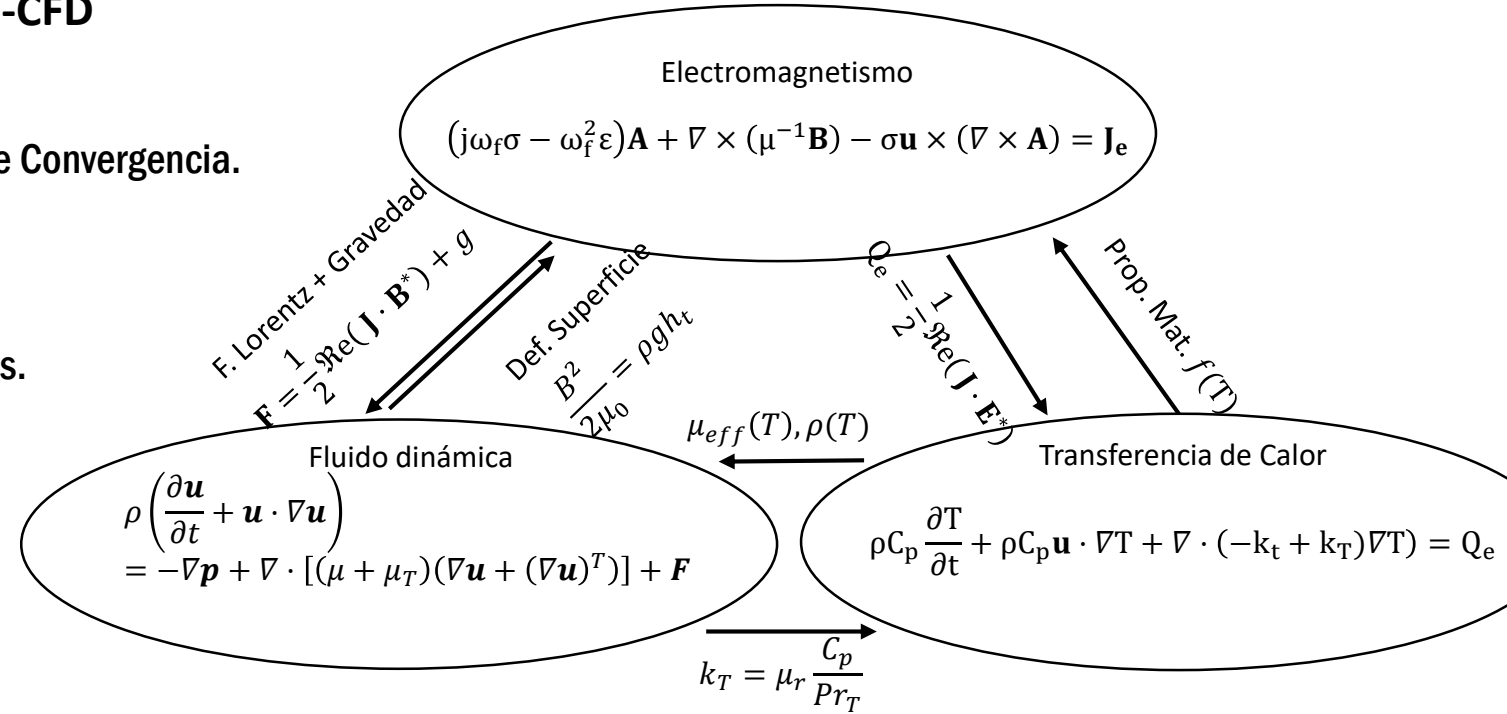 -CFD
e Convergencia.
s.
Electromagnetismo
(jω_fσ − ω_f^2ε)𝐀 + ∇ × (μ^−1𝐁) − σ𝐮 × (∇ × 𝐀) = 𝐉_𝐞
F. Lorentz + Gravedad
𝐅 = 1/2 ℜe(𝐉 · 𝐁^*) + g
Def. Superficie
B^2/2μ_0 = ρgh_t
Q_e = 1/2 ℜe(𝐉 · 𝐄^*)
Prop. Mat. f(T)
μ_eff(T), ρ(T)
Fluido dinámica
ρ(∂𝒖/∂t + 𝒖 · ∇𝒖)
= −∇𝒑 + ∇ · [(μ + μ_T)(∇𝒖 + (∇𝒖)^T)] + 𝑭
Transferencia de Calor
ρC_p ∂T/∂t + ρC_p𝐮 · ∇T + ∇ · (−k_t + k_T)∇T) = Q_e
k_T = μ_r C_p/Pr_T